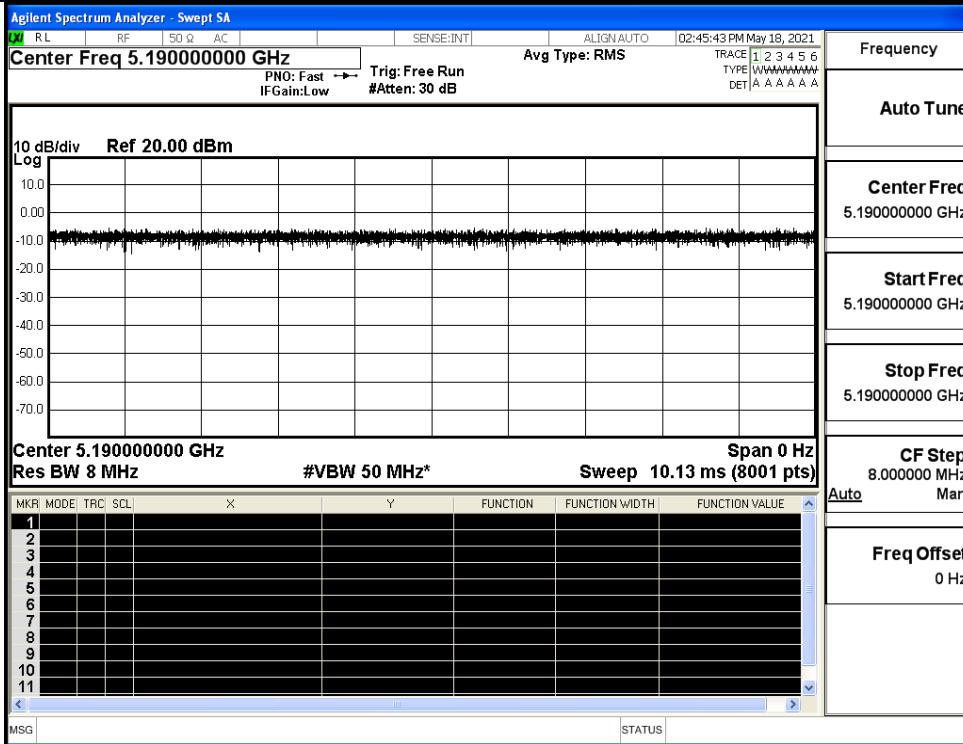 Agilent Spectrum Analyzer - Swept SA
LXI RL RF 50 Ω AC SENSE:INT ALIGN AUTO 02:45:43 PM May 18, 2021
Center Freq 5.190000000 GHz Avg Type: RMS TRACE 1 2 3 4 5 6
PNO: Fast Trig: Free Run TYPE WWWWWW
IFGain:Low #Atten: 30 dB DET A A A A A A
10 dB/div Ref 20.00 dBm
Log
10.0
0.00
-10.0
-20.0
-30.0
-40.0
-50.0
-60.0
-70.0
Center 5.190000000 GHz Span 0 Hz
Res BW 8 MHz #VBW 50 MHz* Sweep 10.13 ms (8001 pts)
MKR MODE TRC SCL X Y FUNCTION FUNCTION WIDTH FUNCTION VALUE
1
2
3
4
5
6
7
8
9
10
11
MSG STATUS
Frequency
Auto Tune
Center Freq
5.190000000 GHz
Start Freq
5.190000000 GHz
Stop Freq
5.190000000 GHz
CF Step
8.000000 MHz
Auto Man
Freq Offset
0 Hz